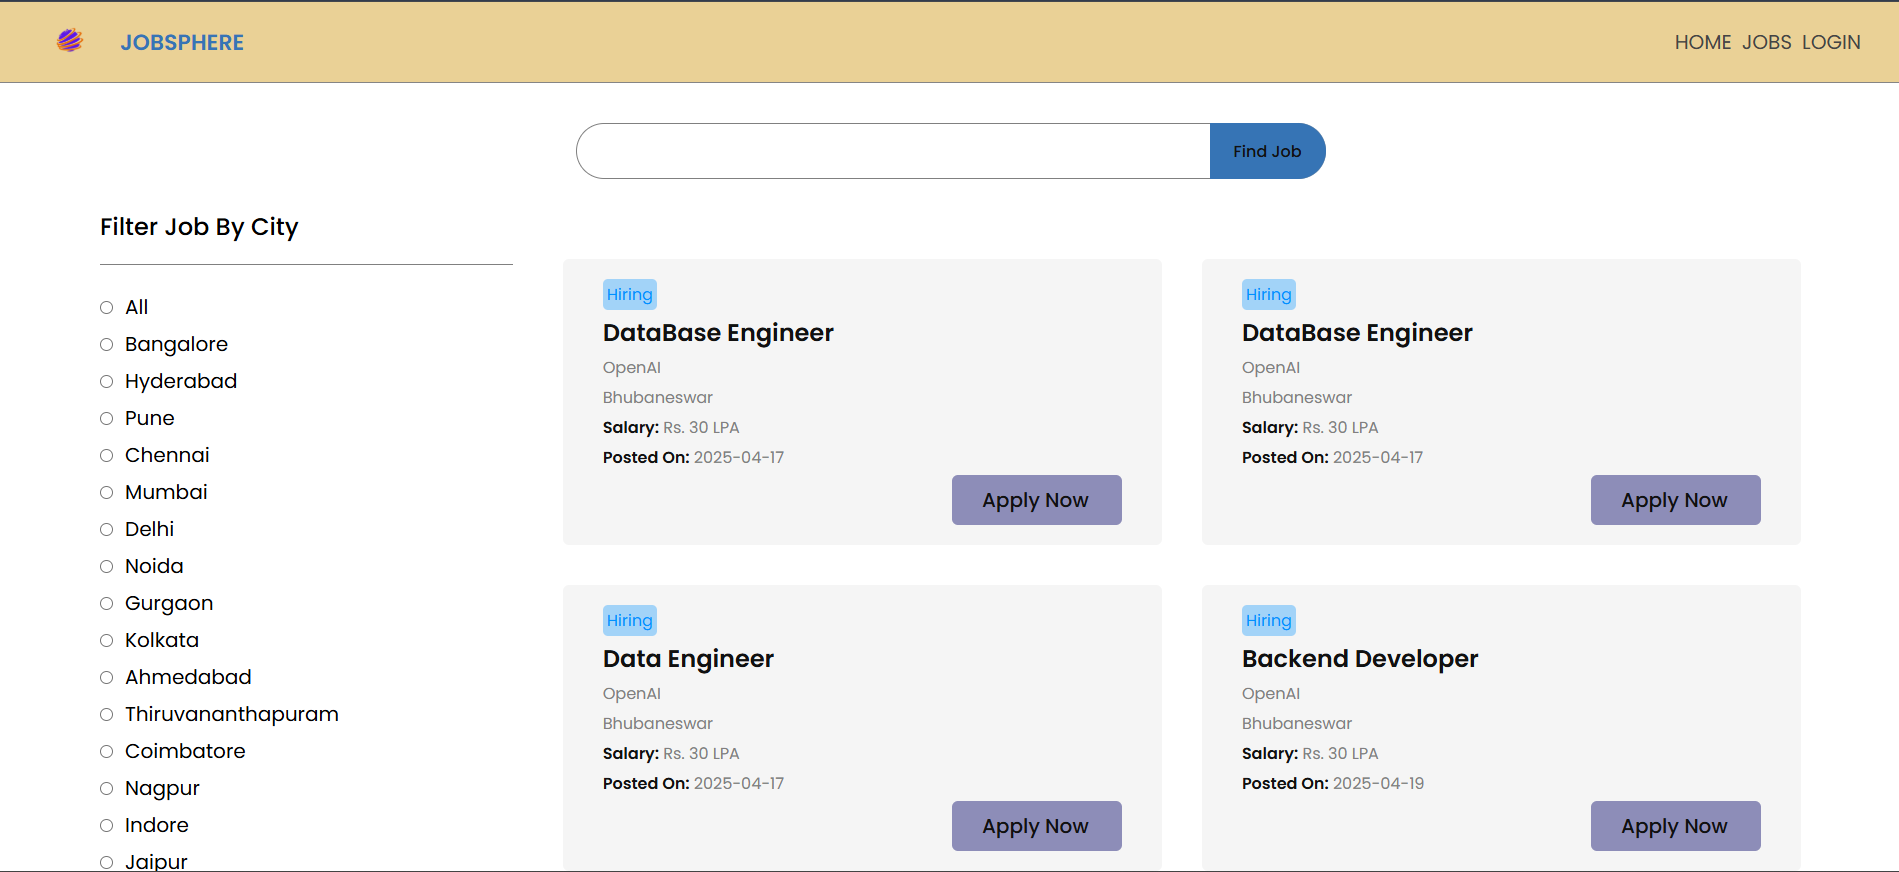 JOBSPHERE
HOME JOBS LOGIN
Find Job
Filter Job By City
All
Bangalore
Hyderabad
Pune
Chennai
Mumbai
Delhi
Noida
Gurgaon
Kolkata
Ahmedabad
Thiruvananthapuram
Coimbatore
Nagpur
Indore
Jaipur
Hiring
DataBase Engineer
OpenAI
Bhubaneswar
Salary: Rs. 30 LPA
Posted On: 2025-04-17
Apply Now
Hiring
DataBase Engineer
OpenAI
Bhubaneswar
Salary: Rs. 30 LPA
Posted On: 2025-04-17
Apply Now
Hiring
Data Engineer
OpenAI
Bhubaneswar
Salary: Rs. 30 LPA
Posted On: 2025-04-17
Apply Now
Hiring
Backend Developer
OpenAI
Bhubaneswar
Salary: Rs. 30 LPA
Posted On: 2025-04-19
Apply Now